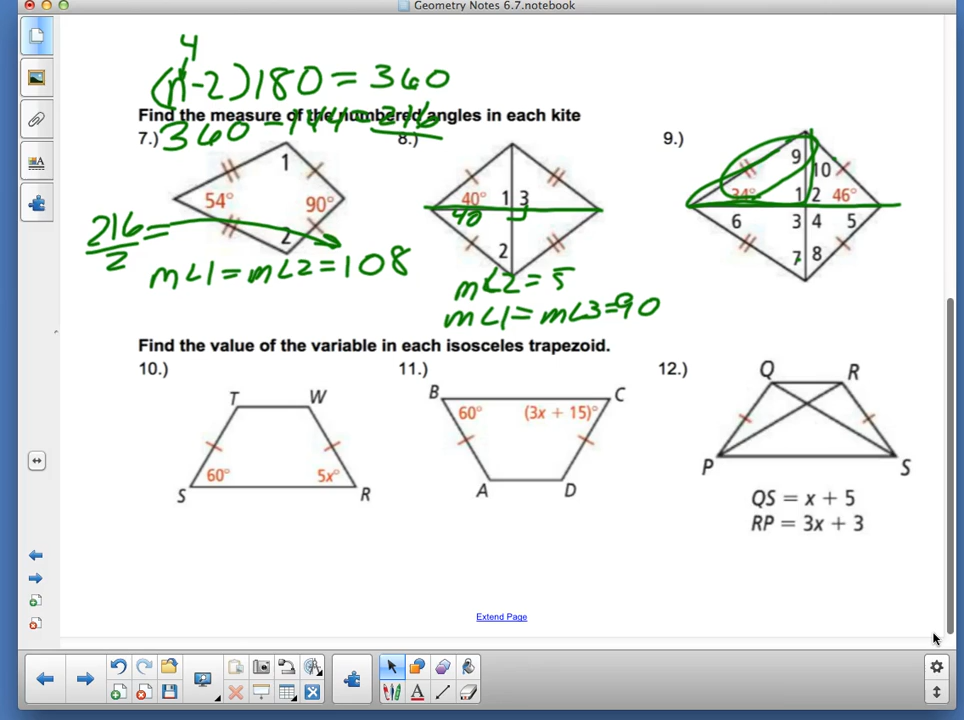 Geometry Notes 6.7.notebook
4
(n-2)180 = 360
Find the measure of the numbered angles in each kite
360 - 144 = 216
7.)
1
54°
90°
2
216
2
=
m∠1 = m∠2 = 108
8.)
40°
1
3
40
2
m∠2 = 5
m∠1 = m∠3 = 90
9.)
9
10
34°
1
2
46°
6
3
4
5
7
8
Find the value of the variable in each isosceles trapezoid.
10.)
T
W
60°
5x°
S
R
11.)
B
C
60°
(3x + 15)°
A
D
12.)
Q
R
P
S
QS = x + 5
RP = 3x + 3
Extend Page